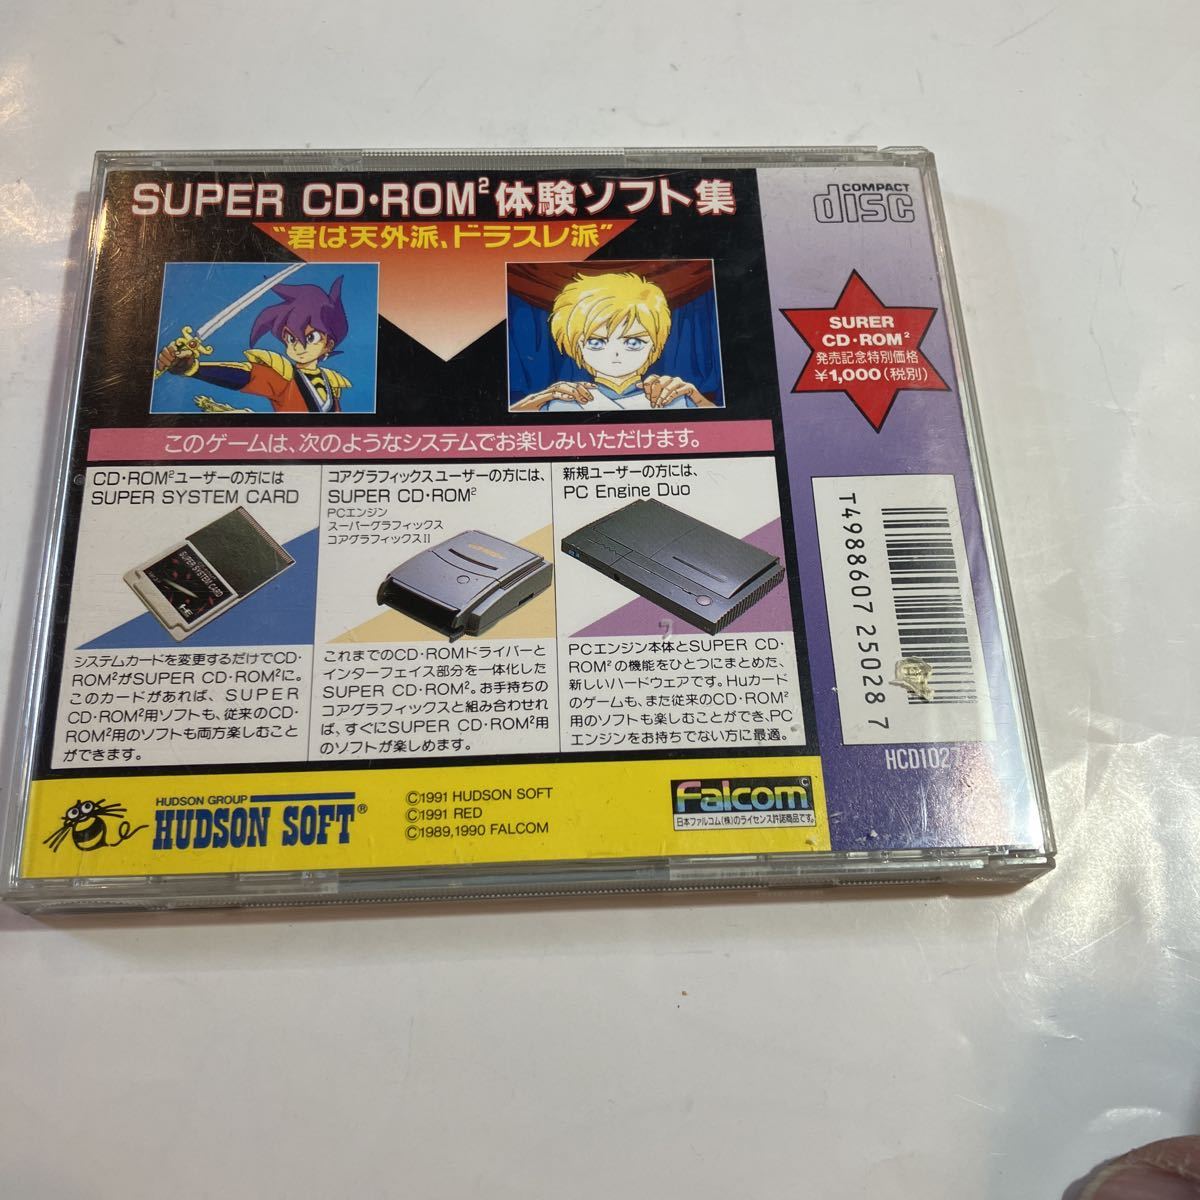 SUPER CD・ROM²体験ソフト集
"君は天外派、ドラスレ派"
COMPACT
disc
SURER
CD・ROM²
発売記念特別価格
¥1,000(税別)
このゲームは、次のようなシステムでお楽しみいただけます。
CD・ROM²ユーザーの方には
SUPER SYSTEM CARD
SUPER SYSTEM CARD
システムカードを変更するだけでCD・
ROM²がSUPER CD・ROM²に。
このカードがあれば、SUPER
CD・ROM²用ソフトも、従来のCD・
ROM²用のソフトも両方楽しむこと
ができます。
コアグラフィックスユーザーの方には、
SUPER CD・ROM²
PCエンジン
スーパーグラフィックス
コアグラフィックスII
これまでのCD・ROMドライバーと
インターフェイス部分を一体化した
SUPER CD・ROM²。お手持ちの
コアグラフィックスと組み合わせれ
ば、すぐにSUPER CD・ROM²用
のソフトが楽しめます。
新規ユーザーの方には、
PC Engine Duo
PCエンジン本体とSUPER CD・
ROM²の機能をひとつにまとめた、
新しいハードウェアです。Huカード
のゲームも、また従来のCD・ROM²
用のソフトも楽しむことができ、PC
エンジンをお持ちでない方に最適。
T4988607 25028 7
HCD1027
HUDSON GROUP
HUDSON SOFT®
©1991 HUDSON SOFT
©1991 RED
©1989,1990 FALCOM
Falcom ©
日本ファルコム(株)のライセンス許諾商品です。